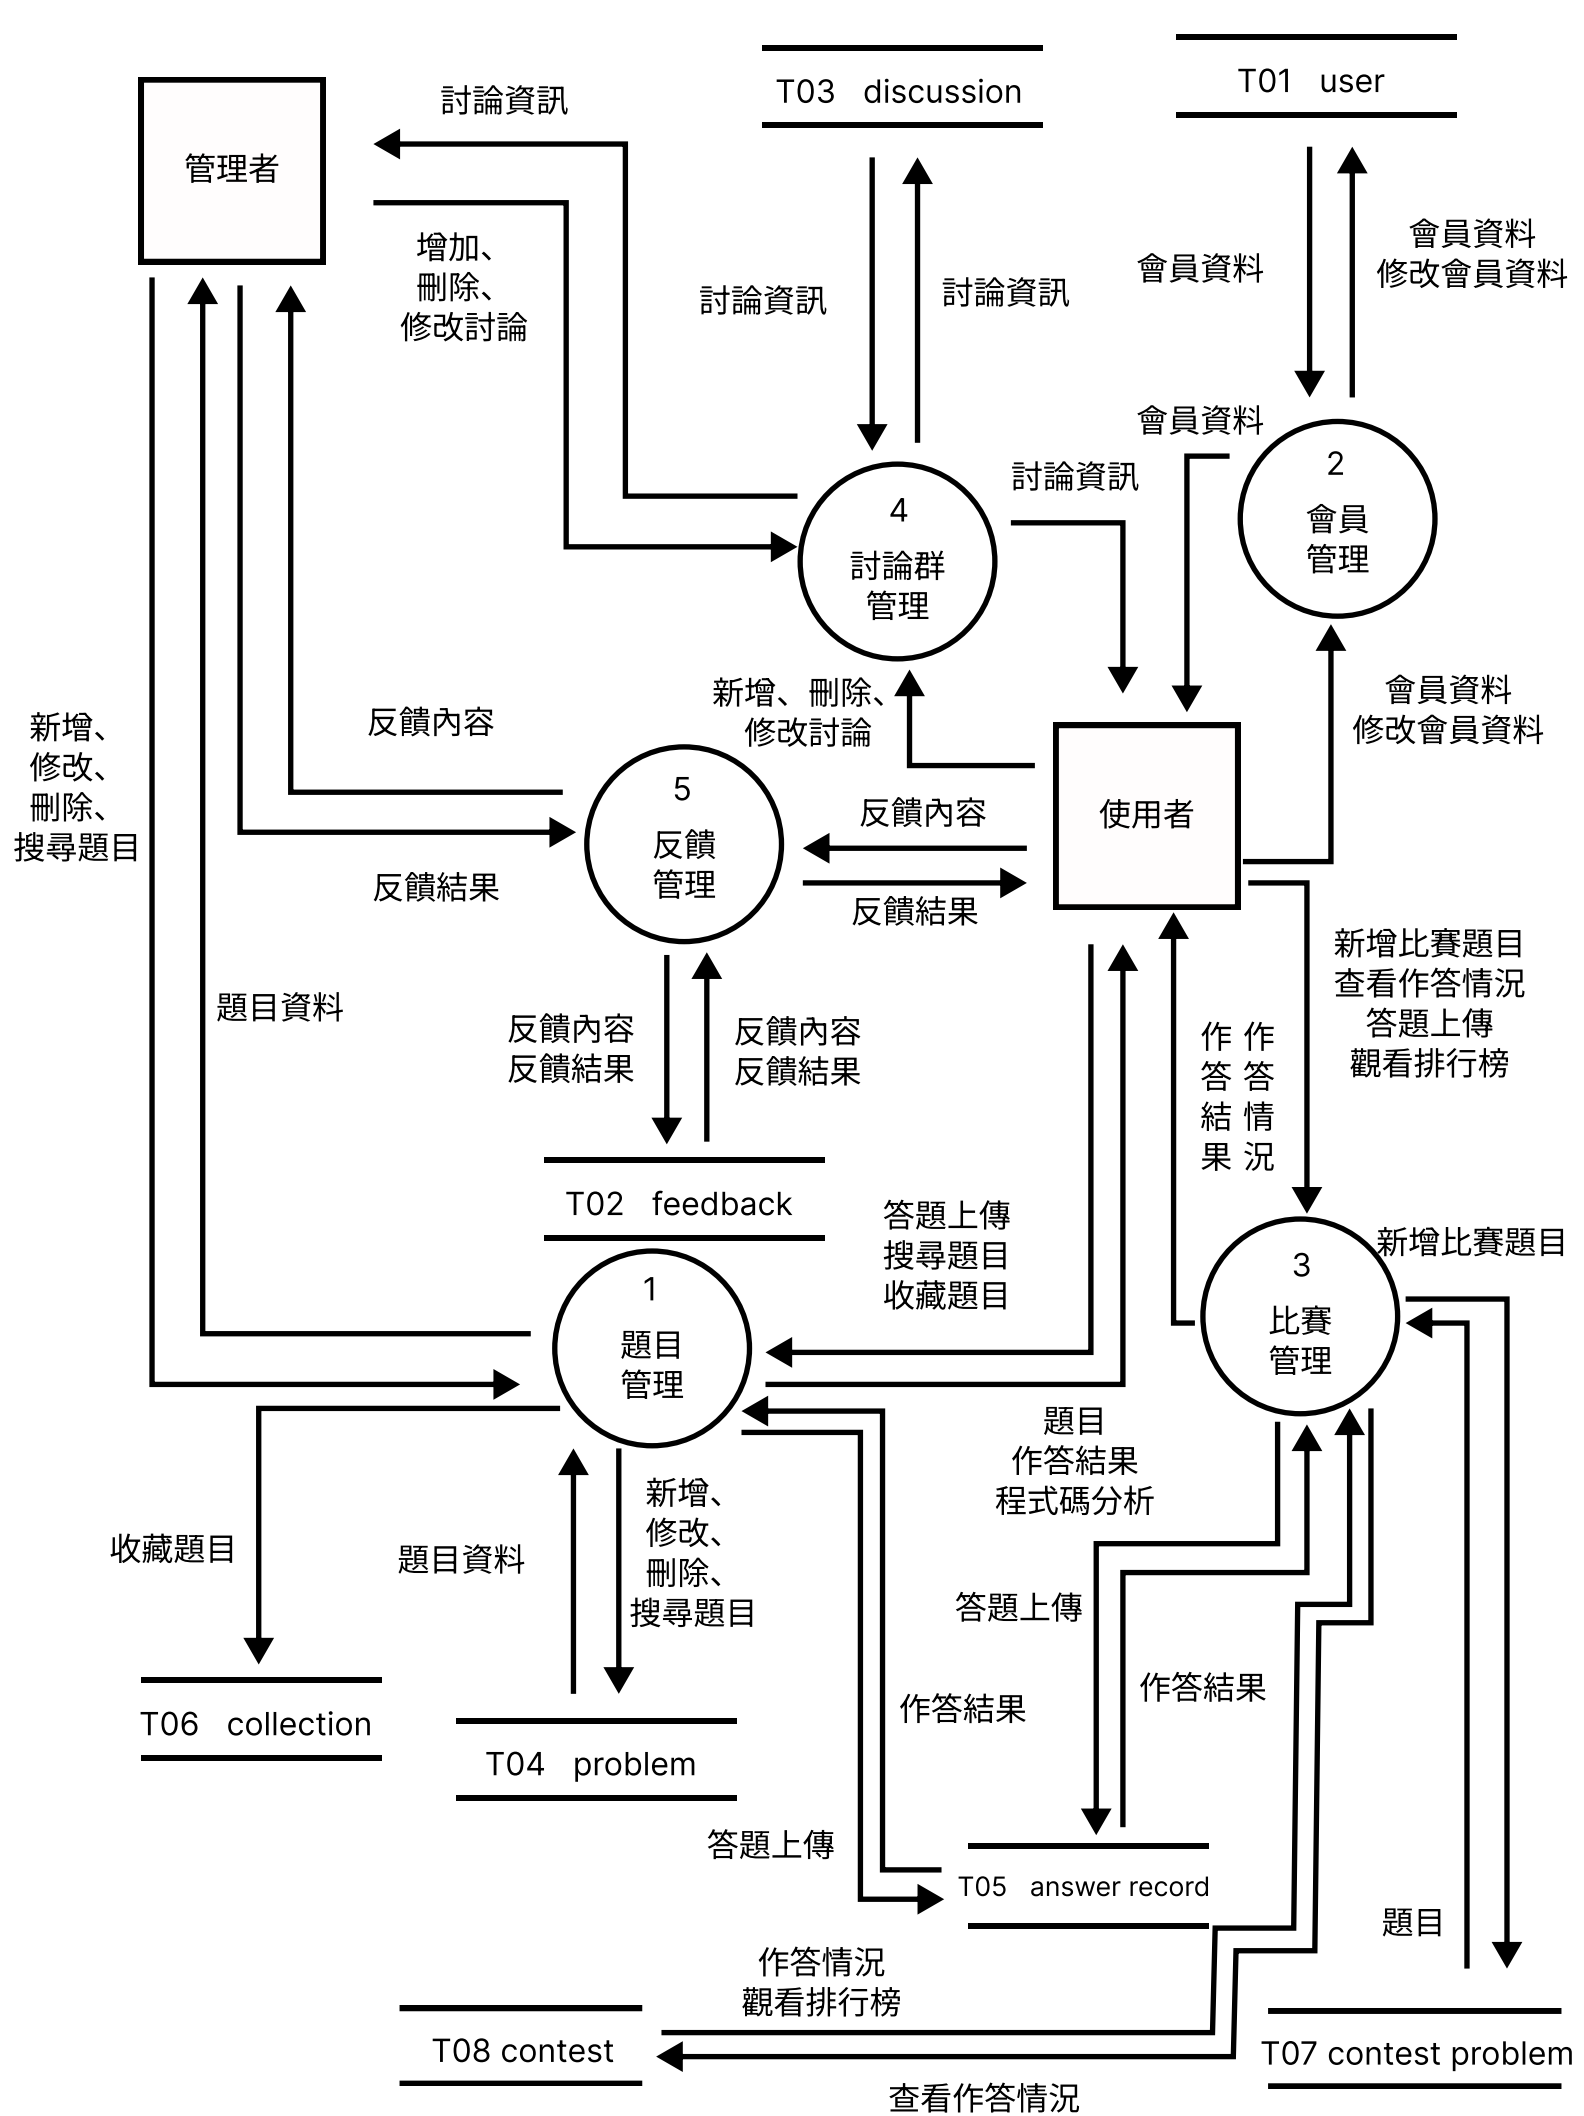 T01 user
T03 discussion
討論資訊
管理者
增加、
刪除、
修改討論
會員資料
修改會員資料
會員資料
討論資訊
討論資訊
會員資料
討論資訊
2
會員
管理
4
討論群
管理
新增、刪除、
修改討論
會員資料
修改會員資料
反饋內容
新增、
修改、
刪除、
搜尋題目
5
反饋
管理
反饋內容
使用者
反饋結果
反饋結果
新增比賽題目
查看作答情況
答題上傳
觀看排行榜
題目資料
反饋內容
反饋結果
反饋內容
反饋結果
作答結果
作答情況
T02 feedback
答題上傳
搜尋題目
收藏題目
新增比賽題目
3
比賽
管理
1
題目
管理
題目
作答結果
程式碼分析
新增、
修改、
刪除、
搜尋題目
收藏題目
題目資料
答題上傳
作答結果
作答結果
T06 collection
T04 problem
答題上傳
T05 answer record
題目
作答情況
觀看排行榜
T08 contest
T07 contest problem
查看作答情況